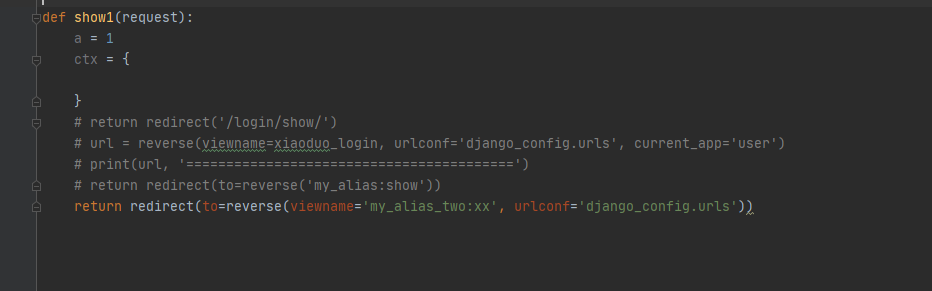 def show1(request):
    a = 1
    ctx = {
    }
    # return redirect('/login/show/')
    # url = reverse(viewname=xiaoduo_login, urlconf='django_config.urls', current_app='user')
    # print(url, '=========================================')
    # return redirect(to=reverse('my_alias:show'))
    return redirect(to=reverse(viewname='my_alias_two:xx', urlconf='django_config.urls'))